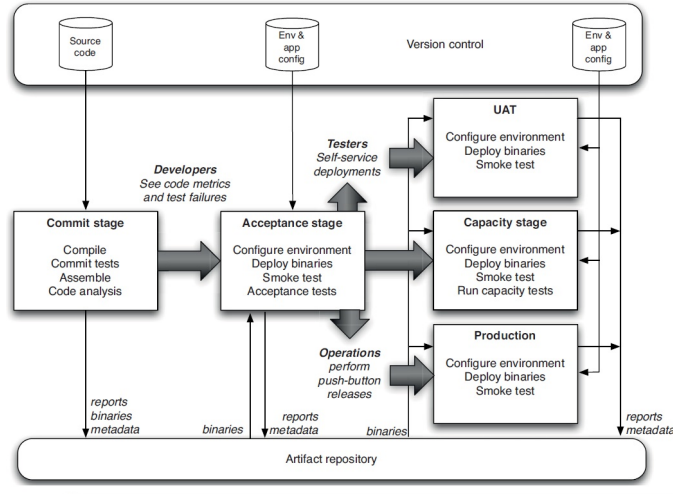 Source
code
Env &
app
config
Version control
Env &
app
config
UAT
Configure environment
Deploy binaries
Smoke test
Testers
Self-service
deployments
Developers
See code metrics
and test failures
Commit stage
Compile
Commit tests
Assemble
Code analysis
Acceptance stage
Configure environment
Deploy binaries
Smoke test
Acceptance tests
Capacity stage
Configure environment
Deploy binaries
Smoke test
Run capacity tests
Production
Configure environment
Deploy binaries
Smoke test
Operations
perform
push-button
releases
reports
binaries
metadata
binaries
reports
metadata
binaries
reports
metadata
Artifact repository